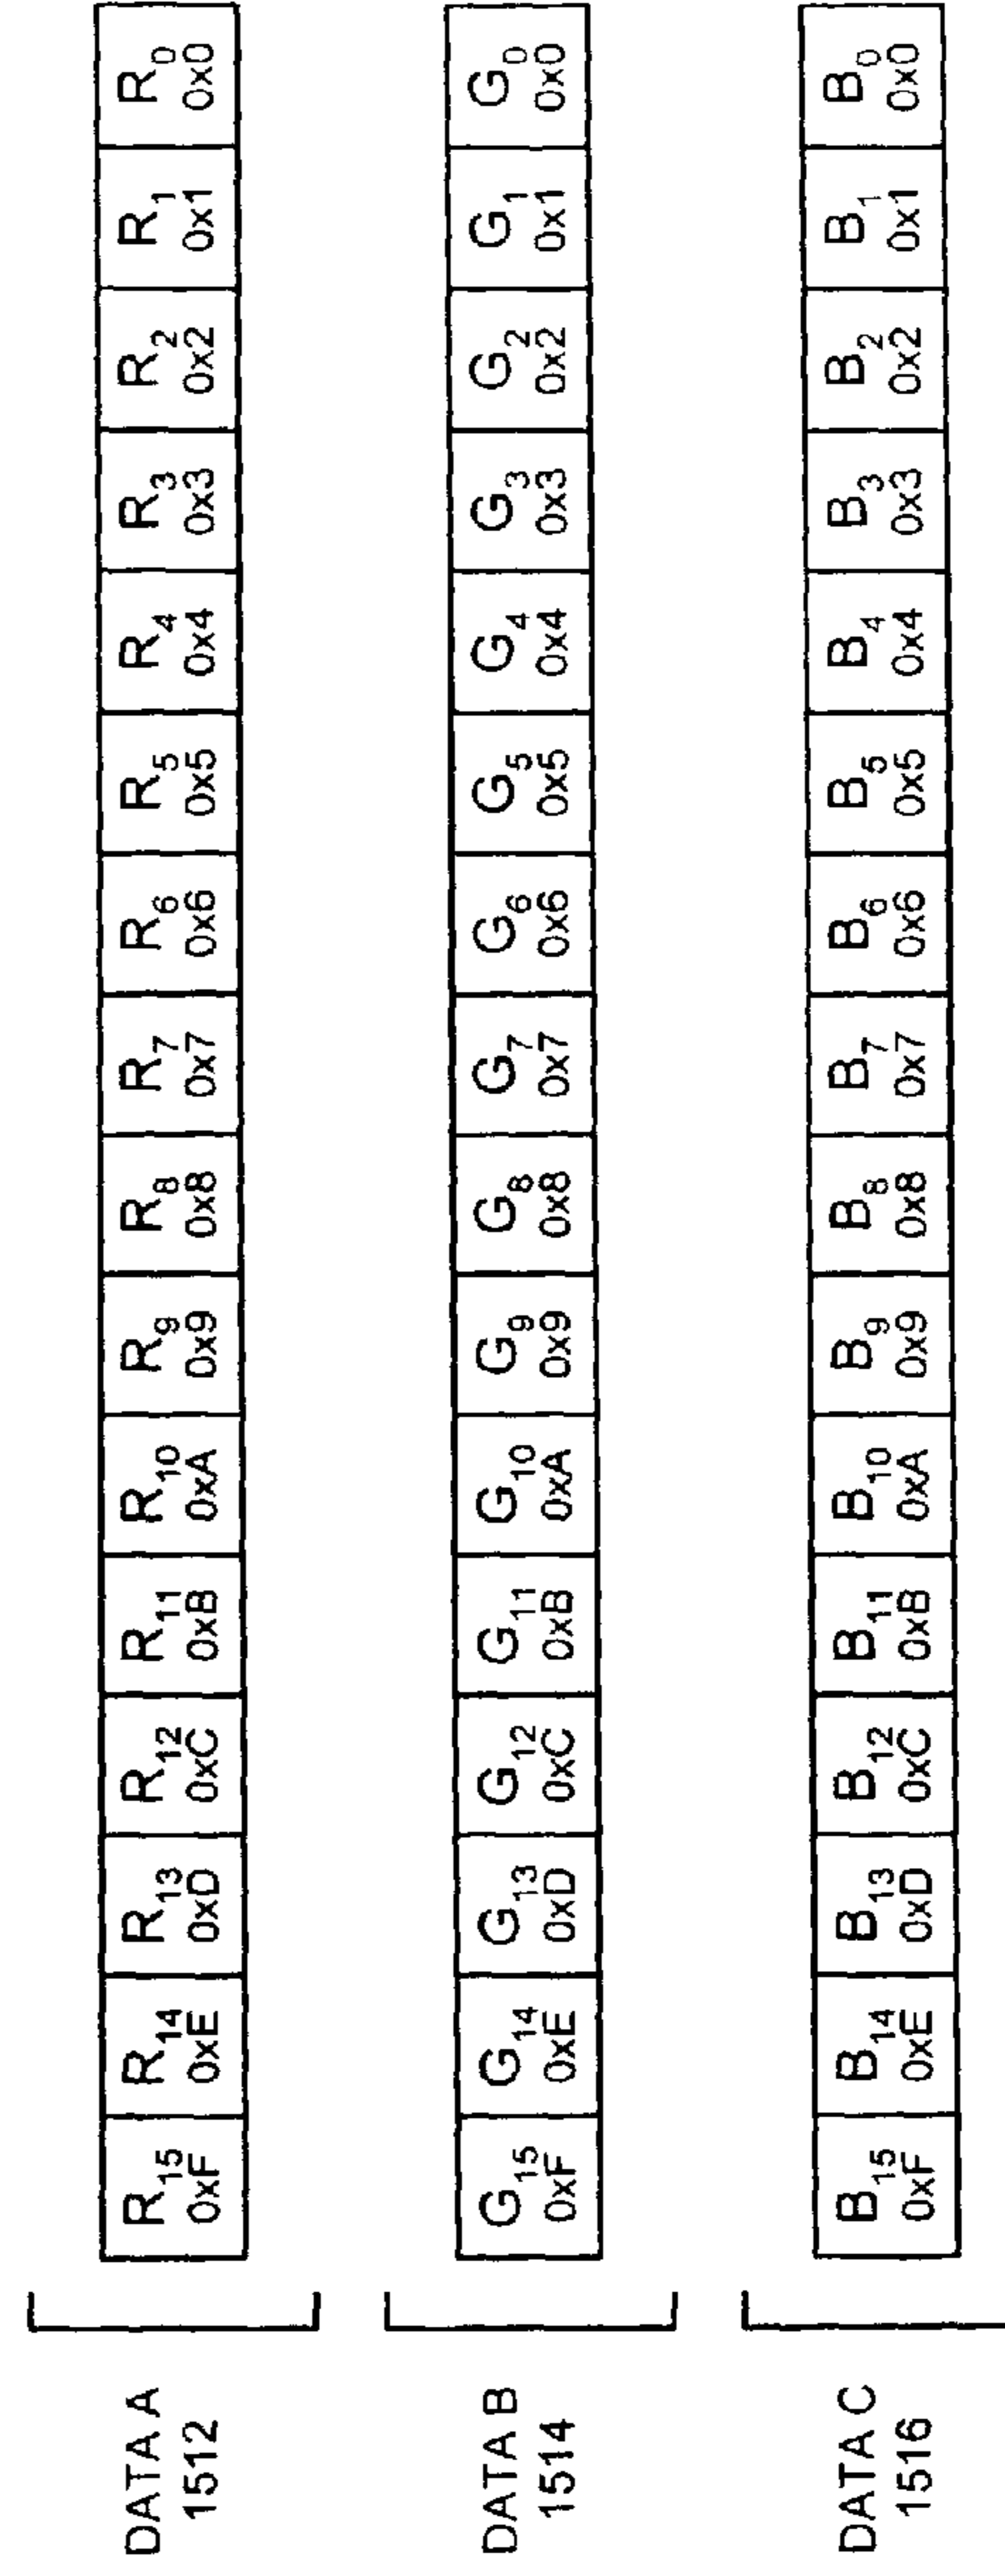 DATA A R₁₅ R₁₄ R₁₃ R₁₂ R₁₁ R₁₀ R₉ R₈ R₇ R₆ R₅ R₄ R₃ R₂ R₁ R₀
1512 0xF 0xE 0xD 0xC 0xB 0xA 0x9 0x8 0x7 0x6 0x5 0x4 0x3 0x2 0x1 0x0
DATA B G₁₅ G₁₄ G₁₃ G₁₂ G₁₁ G₁₀ G₉ G₈ G₇ G₆ G₅ G₄ G₃ G₂ G₁ G₀
1514 0xF 0xE 0xD 0xC 0xB 0xA 0x9 0x8 0x7 0x6 0x5 0x4 0x3 0x2 0x1 0x0
DATA C B₁₅ B₁₄ B₁₃ B₁₂ B₁₁ B₁₀ B₉ B₈ B₇ B₆ B₅ B₄ B₃ B₂ B₁ B₀
1516 0xF 0xE 0xD 0xC 0xB 0xA 0x9 0x8 0x7 0x6 0x5 0x4 0x3 0x2 0x1 0x0